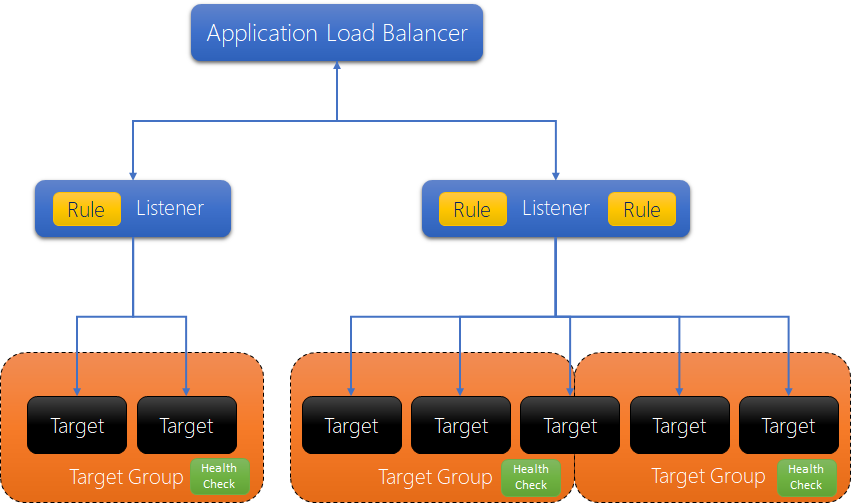 Application Load Balancer
Rule Listener
Rule Listener Rule
Target Target
Target Target Target Target Target
Target Group Health
Check
Target Group Health
Check
Target Group Health
Check